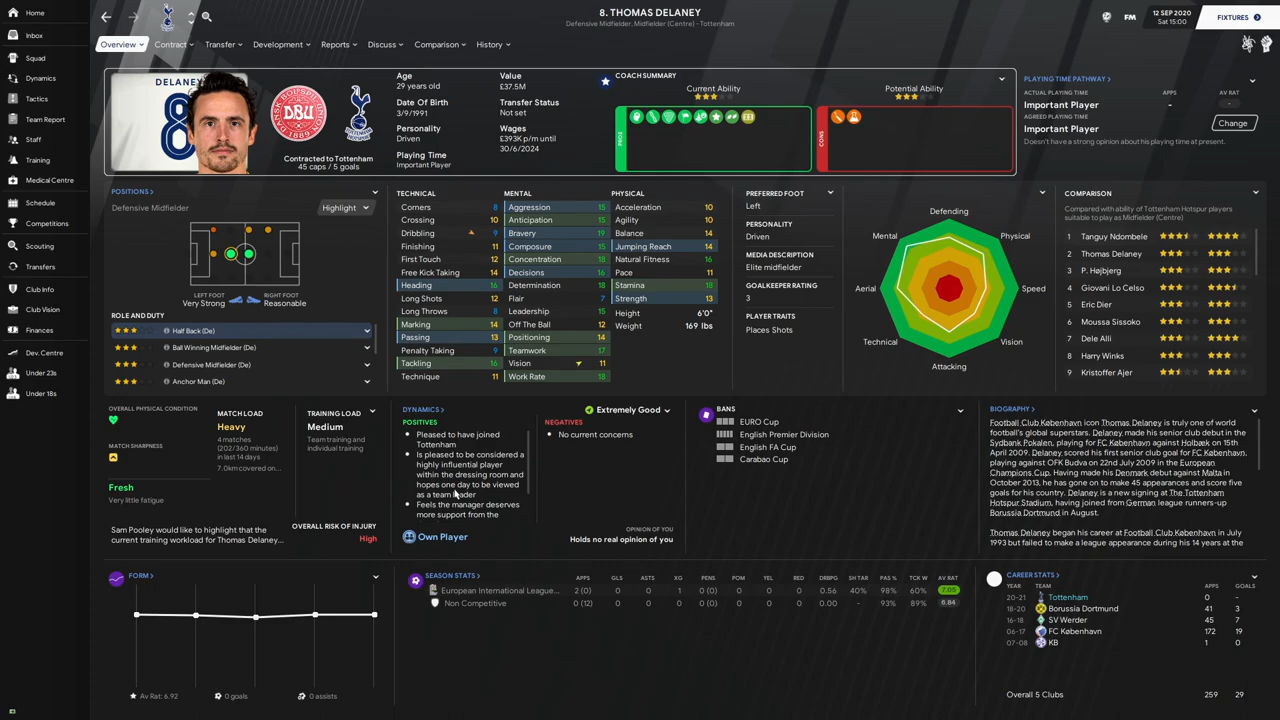 Home
Inbox
Squad
Dynamics
Tactics
Team Report
Staff
Training
Medical Centre
Schedule
Competitions
Scouting
Transfers
Club Info
Club Vision
Finances
Dev. Centre
Under 23s
Under 18s
8. THOMAS DELANEY
Defensive Midfielder, Midfielder (Centre) - Tottenham
FM
12 SEP 2020
Sat 15:00
FIXTURES
Overview
Contract
Transfer
Development
Reports
Discuss
Comparison
History
DELANEY
8
DBU
Contracted to Tottenham
45 caps / 5 goals
Age
29 years old
Date Of Birth
3/9/1991
Personality
Driven
Playing Time
Important Player
Value
£37.5M
Transfer Status
Not set
Wages
£393K p/m until
30/6/2024
COACH SUMMARY
Current Ability
Potential Ability
PROS
CONS
PLAYING TIME PATHWAY >
ACTUAL PLAYING TIME
APPS
AV RAT
Important Player
-
-
AGREED PLAYING TIME
Important Player
Change
Doesn't have a strong opinion about his playing time at present.
POSITIONS >
Defensive Midfielder
Highlight
LEFT FOOT
Very Strong
RIGHT FOOT
Reasonable
ROLE AND DUTY
Half Back (De)
Ball Winning Midfielder (De)
Defensive Midfielder (De)
Anchor Man (De)
TECHNICAL
Corners 8
Crossing 10
Dribbling 9
Finishing 11
First Touch 12
Free Kick Taking 14
Heading 16
Long Shots 12
Long Throws 8
Marking 14
Passing 13
Penalty Taking 9
Tackling 16
Technique 11
MENTAL
Aggression 15
Anticipation 15
Bravery 19
Composure 15
Concentration 18
Decisions 16
Determination 18
Flair 7
Leadership 15
Off The Ball 12
Positioning 14
Teamwork 17
Vision 11
Work Rate 18
PHYSICAL
Acceleration 10
Agility 10
Balance 14
Jumping Reach 14
Natural Fitness 16
Pace 11
Stamina 18
Strength 13
Height 6'0"
Weight 169 lbs
PREFERRED FOOT
Left
PERSONALITY
Driven
MEDIA DESCRIPTION
Elite midfielder
GOALKEEPER RATING
3
PLAYER TRAITS
Places Shots
Defending
Physical
Speed
Vision
Attacking
Technical
Aerial
Mental
COMPARISON
Compared with ability of Tottenham Hotspur players
suitable to play as Midfielder (Centre)
1 Tanguy Ndombele
2 Thomas Delaney
3 P. Højbjerg
4 Giovani Lo Celso
5 Eric Dier
6 Moussa Sissoko
7 Dele Alli
8 Harry Winks
9 Kristoffer Ajer
OVERALL PHYSICAL CONDITION
MATCH SHARPNESS
Fresh
Very little fatigue
MATCH LOAD
Heavy
4 matches
(202/360 minutes)
in last 14 days
7.0km covered on...
TRAINING LOAD
Medium
Team training and
individual training
Sam Pooley would like to highlight that the
current training workload for Thomas Delaney...
OVERALL RISK OF INJURY
High
DYNAMICS >
Extremely Good
POSITIVES
Pleased to have joined
Tottenham
Is pleased to be considered a
highly influential player
within the dressing room and
hopes one day to be viewed
as a team leader
Feels the manager deserves
more support from the
NEGATIVES
No current concerns
Own Player
OPINION OF YOU
Holds no real opinion of you
BANS
EURO Cup
English Premier Division
English FA Cup
Carabao Cup
BIOGRAPHY
Football Club København icon Thomas Delaney is truly one of world
football's global superstars. Delaney made his senior club debut in the
Sydbank Pokalen, playing for FC København against Holbæk on 15th
April 2009. Delaney scored his first senior club goal for FC København,
playing against OFK Budva on 22nd July 2009 in the European
Champions Cup. Having made his Denmark debut against Malta in
October 2013, he has gone on to earn 45 appearances and score five
goals for his country. Delaney is a new signing at The Tottenham
Hotspur Stadium, having joined from German league runners-up
Borussia Dortmund in August.
Thomas Delaney began his career at Football Club København in July
1993 but failed to make a league appearance during his 14 years at the
FORM >
Av Rat: 6.92
0 goals
0 assists
SEASON STATS >
APPS GLS ASTS XG PENS POM YEL RED DRBPG SH TAR PAS % TCK W AV RAT
European International League... 2 (0) 0 0 1 0 (0) 0 0 0 0.56 40% 98% 60% 7.05
Non Competitive 0 (12) 0 0 0 0 (0) 0 0 0 0.00 - 93% 89% 6.84
CAREER STATS >
YEAR TEAM APPS GOALS
20-21 Tottenham 0 -
18-20 Borussia Dortmund 41 3
16-18 SV Werder 45 7
06-17 FC København 172 19
07-08 KB 1 0
Overall 5 Clubs 259 29